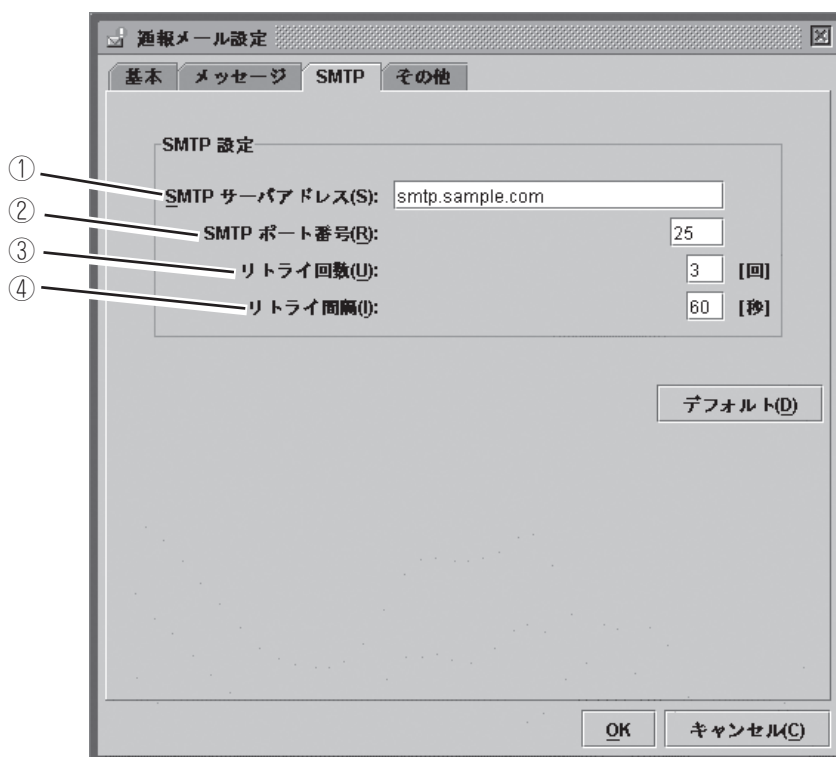 通報メール設定
基本 メッセージ SMTP その他
SMTP 設定
① SMTP サーバアドレス(S): smtp.sample.com
② SMTP ポート番号(R): 25
③ リトライ回数(U): 3 [回]
④ リトライ間隔(I): 60 [秒]
デフォルト(D)
OK キャンセル(C)